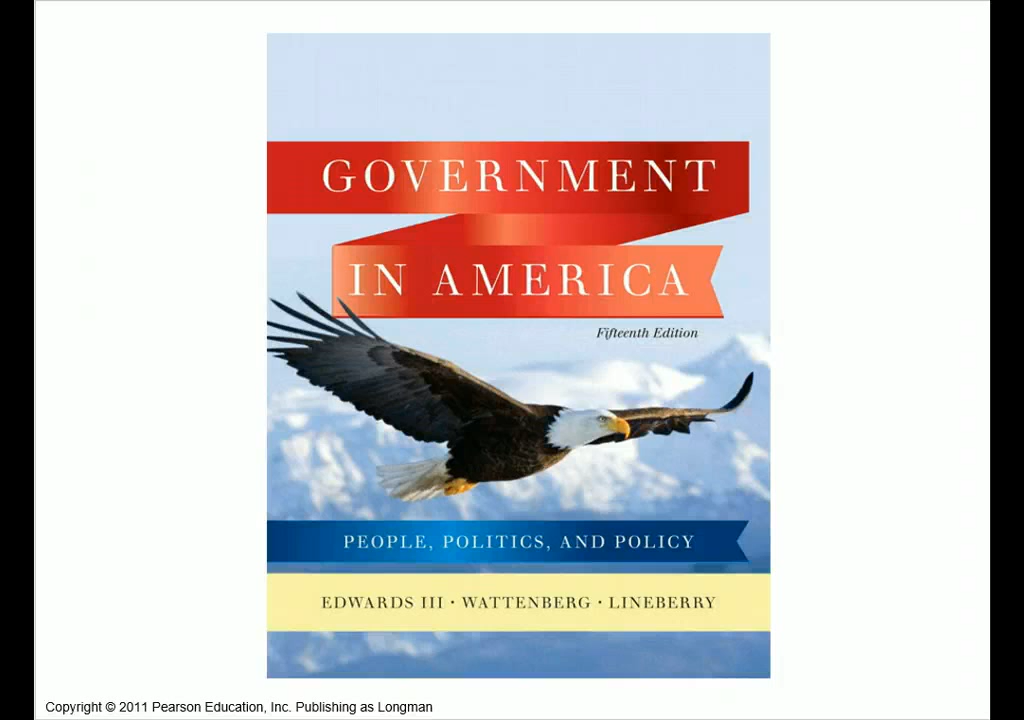 GOVERNMENT
IN AMERICA
Fifteenth Edition
PEOPLE, POLITICS, AND POLICY
EDWARDS III · WATTENBERG · LINEBERRY
Copyright © 2011 Pearson Education, Inc. Publishing as Longman